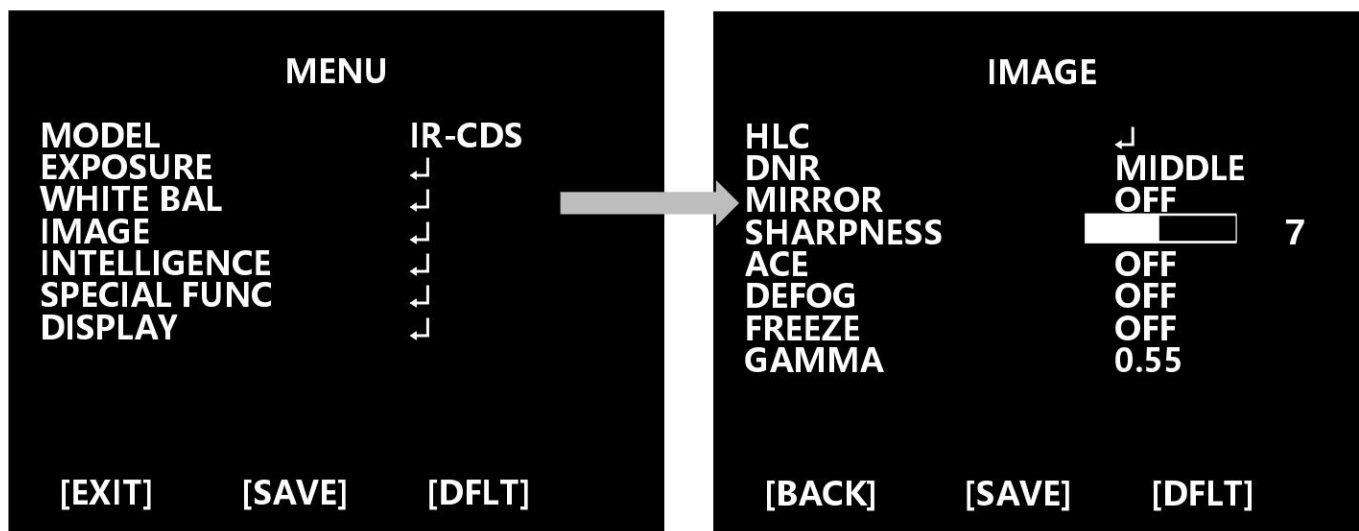 MENU
MODEL IR-CDS
EXPOSURE ↵
WHITE BAL ↵
IMAGE ↵
INTELLIGENCE ↵
SPECIAL FUNC ↵
DISPLAY ↵
[EXIT] [SAVE] [DFLT]
IMAGE
HLC ↵
DNR MIDDLE
MIRROR OFF
SHARPNESS 7
ACE OFF
DEFOG OFF
FREEZE OFF
GAMMA 0.55
[BACK] [SAVE] [DFLT]